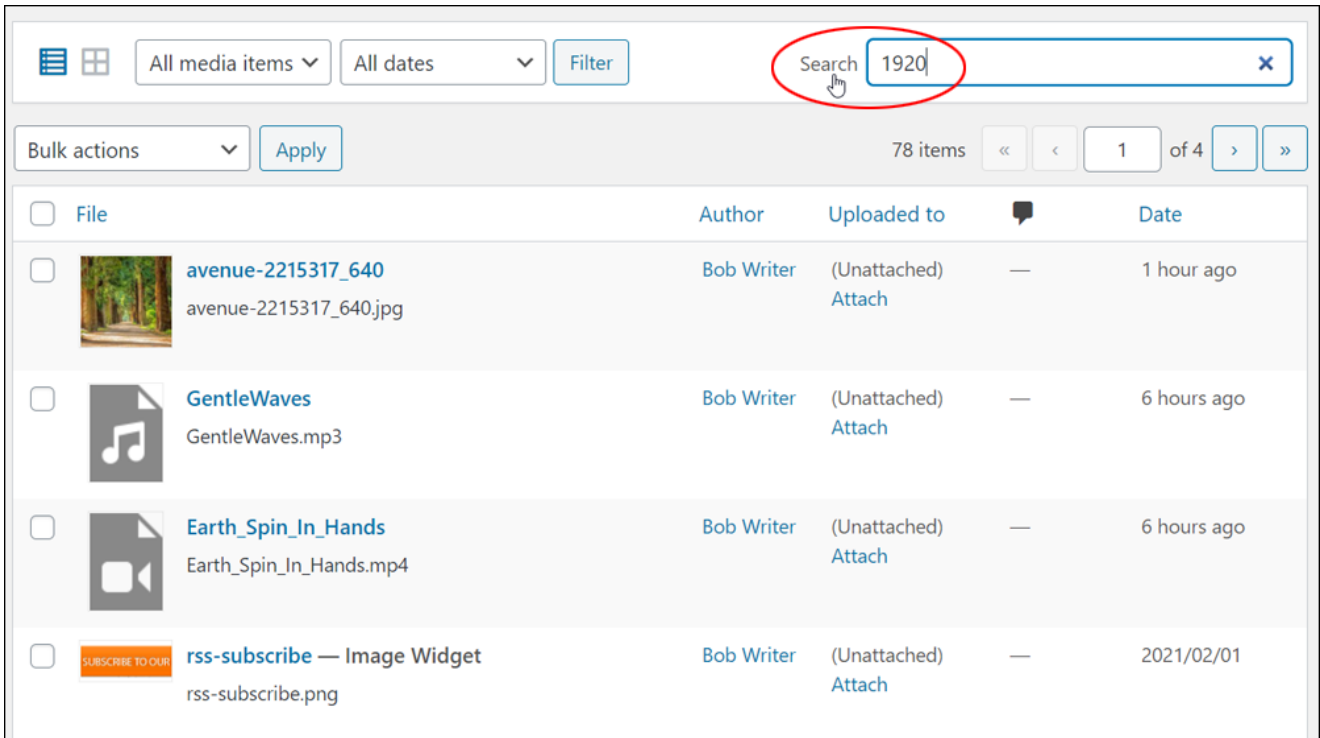 All media items All dates Filter Search 1920
Bulk actions Apply 78 items « ‹ 1 of 4 › »
File Author Uploaded to Date
avenue-2215317_640 Bob Writer (Unattached) — 1 hour ago
avenue-2215317_640.jpg Attach
GentleWaves Bob Writer (Unattached) — 6 hours ago
GentleWaves.mp3 Attach
Earth_Spin_In_Hands Bob Writer (Unattached) — 6 hours ago
Earth_Spin_In_Hands.mp4 Attach
SUBSCRIBE TO OUR rss-subscribe — Image Widget Bob Writer (Unattached) — 2021/02/01
rss-subscribe.png Attach